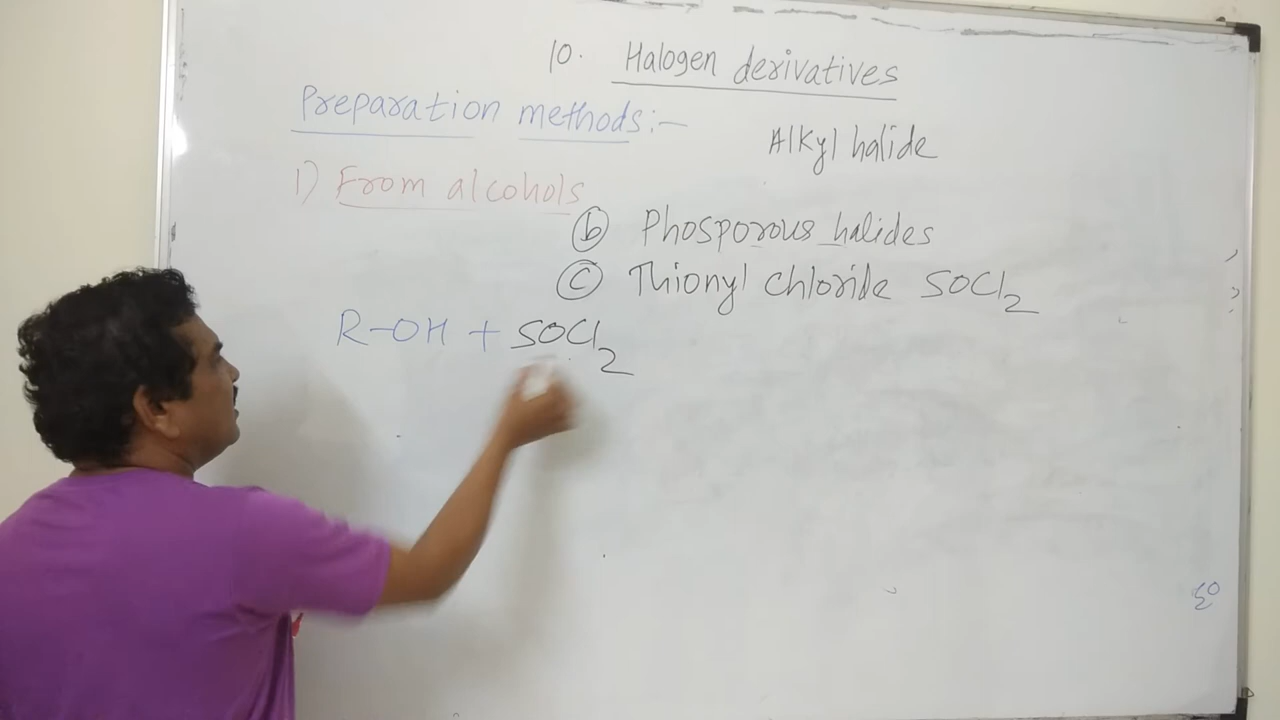 10. Halogen derivatives
Preparation methods:-
Alkyl halide
1) From alcohols
(b) Phosporous halides
(c) Thionyl chloride SOCl2
R-OH + SOCl2